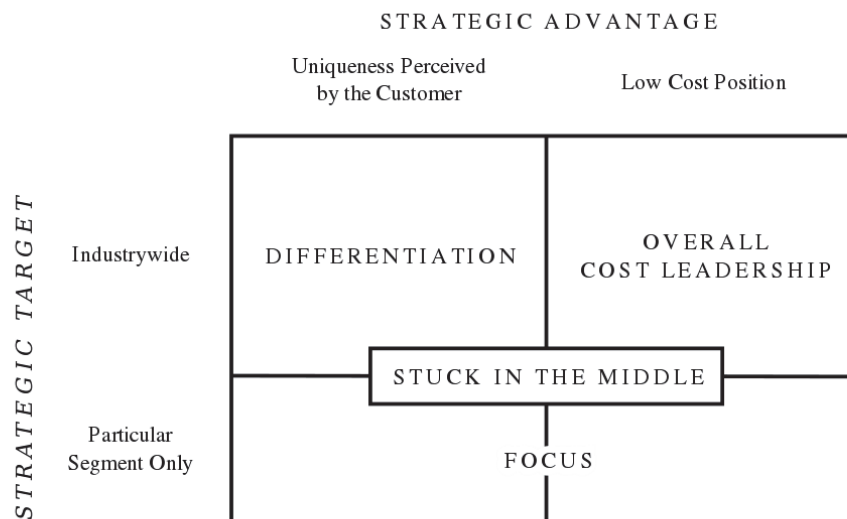 STRATEGIC ADVANTAGE
Uniqueness Perceived
by the Customer
Low Cost Position
STRATEGIC TARGET
Industrywide
DIFFERENTIATION
OVERALL
COST LEADERSHIP
STUCK IN THE MIDDLE
Particular
Segment Only
FOCUS